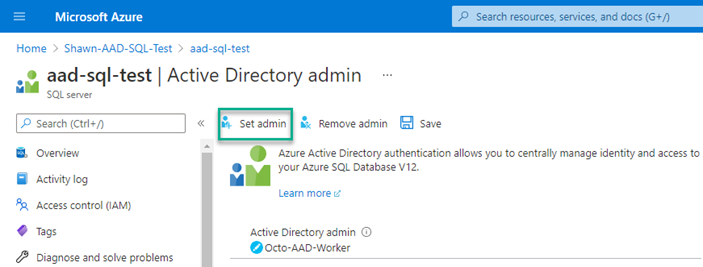 Microsoft Azure
Search resources, services, and docs (G+/)
Home > Shawn-AAD-SQL-Test > aad-sql-test
aad-sql-test | Active Directory admin ...
SQL server
Search (Ctrl+/)
«
Set admin
Remove admin
Save
Overview
Activity log
Access control (IAM)
Tags
Diagnose and solve problems
Azure Active Directory authentication allows you to centrally manage identity and access to
your Azure SQL Database V12.
Learn more
Active Directory admin
Octo-AAD-Worker